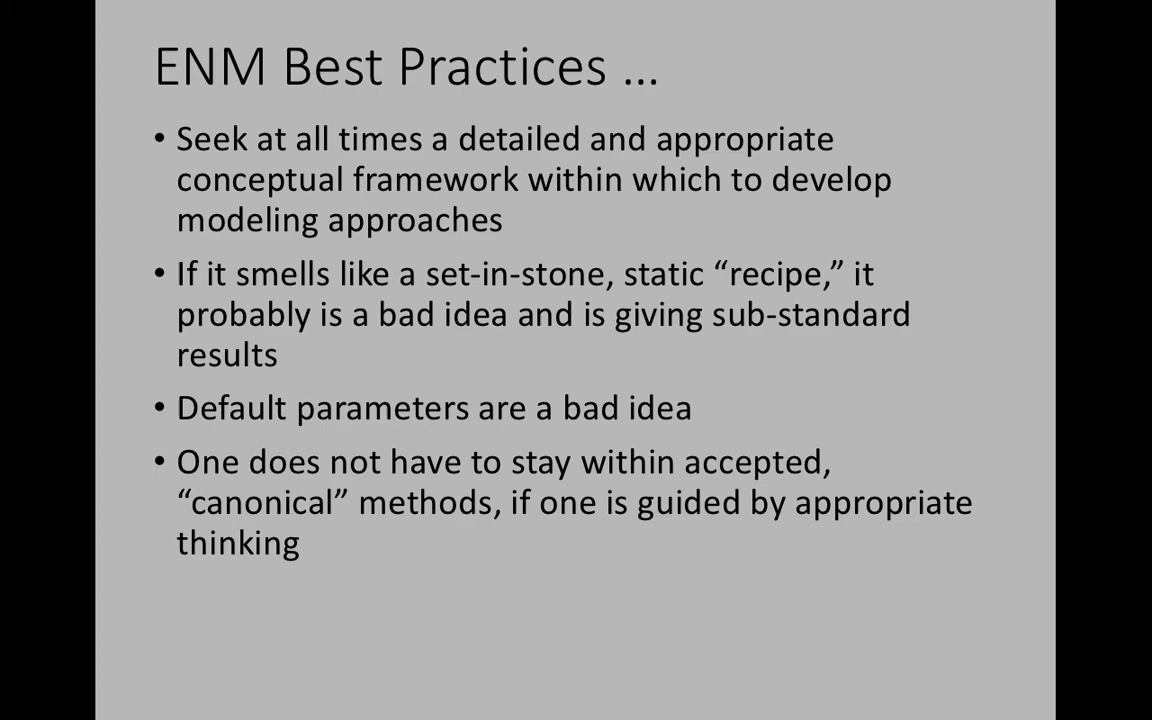 ENM Best Practices ...
• Seek at all times a detailed and appropriate
conceptual framework within which to develop
modeling approaches
• If it smells like a set-in-stone, static “recipe,” it
probably is a bad idea and is giving sub-standard
results
• Default parameters are a bad idea
• One does not have to stay within accepted,
“canonical” methods, if one is guided by appropriate
thinking